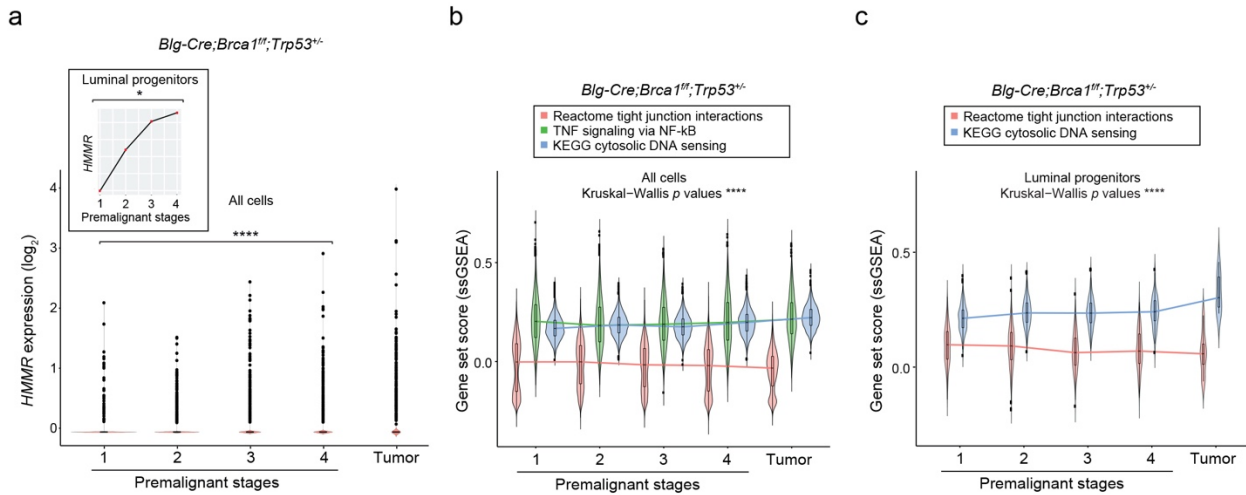 a
Blg-Cre;Brca1f/f;Trp53+/-
Luminal progenitors
*
HMMR
1 2 3 4
Premalignant stages
All cells
****
HMMR expression (log2)
4
3
2
1
0
1 2 3 4 Tumor
Premalignant stages
b
Blg-Cre;Brca1f/f;Trp53+/-
Reactome tight junction interactions
TNF signaling via NF-kB
KEGG cytosolic DNA sensing
All cells
Kruskal–Wallis p values ****
Gene set score (ssGSEA)
0.5
0.0
1 2 3 4 Tumor
Premalignant stages
c
Blg-Cre;Brca1f/f;Trp53+/-
Reactome tight junction interactions
KEGG cytosolic DNA sensing
Luminal progenitors
Kruskal–Wallis p values ****
Gene set score (ssGSEA)
0.5
0.0
1 2 3 4 Tumor
Premalignant stages